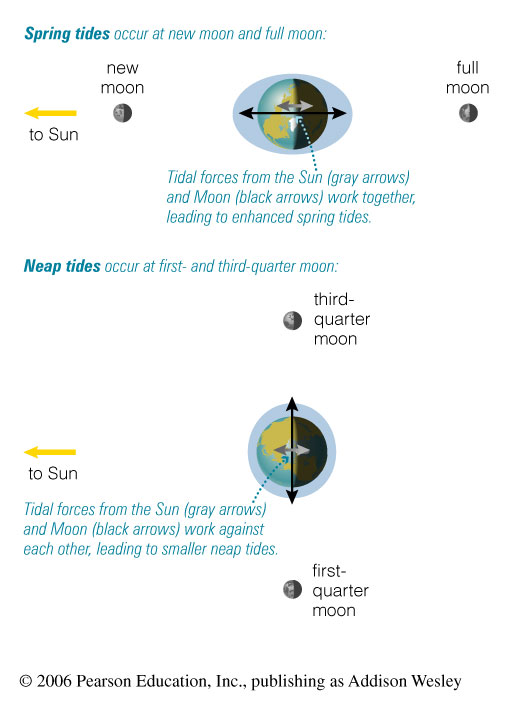 Spring tides occur at new moon and full moon:
new
moon
full
moon
to Sun
Tidal forces from the Sun (gray arrows)
and Moon (black arrows) work together,
leading to enhanced spring tides.
Neap tides occur at first- and third-quarter moon:
third-
quarter
moon
to Sun
Tidal forces from the Sun (gray arrows)
and Moon (black arrows) work against
each other, leading to smaller neap tides.
first-
quarter
moon
© 2006 Pearson Education, Inc., publishing as Addison Wesley